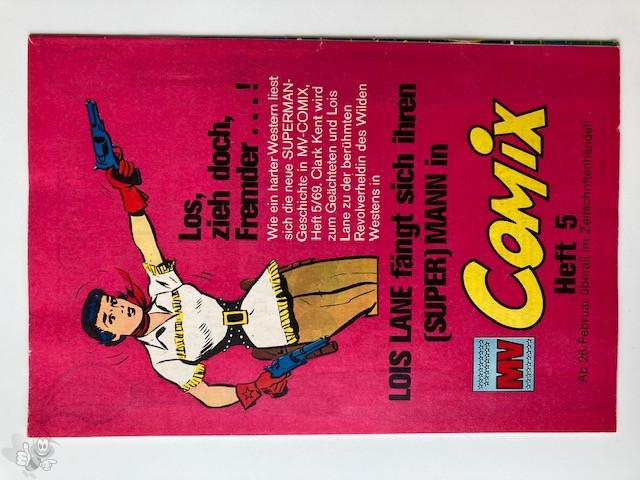 Los,
zieh doch,
Fremder . . . . !
Wie ein harter Western liest
sich die neue SUPERMAN-
Geschichte in MV-COMIX,
Heft 5/69. Clark Kent wird
zum Geächteten und Lois
Lane zu der berühmten
Revolverheldin des Wilden
Westens in
LOIS LANE fängt sich ihren
(SUPER) MANN in
MV
Comix
Heft 5
Ab 26. Februar überall im Zeitschriftenhandel!